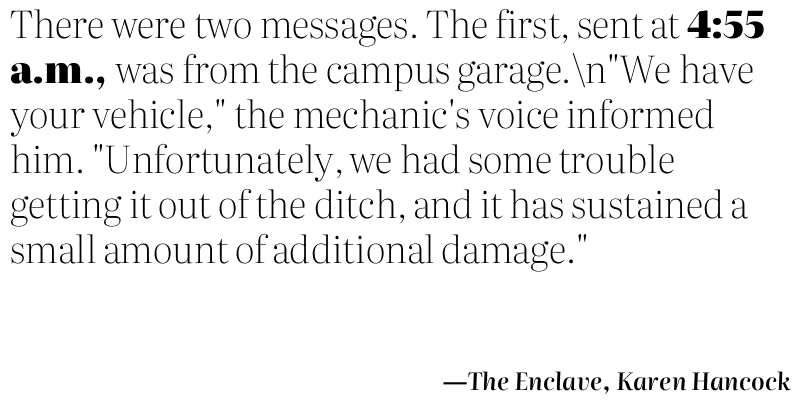 There were two messages. The first, sent at 4:55
a.m., was from the campus garage.\n"We have
your vehicle," the mechanic's voice informed
him. "Unfortunately, we had some trouble
getting it out of the ditch, and it has sustained a
small amount of additional damage."
—The Enclave, Karen Hancock